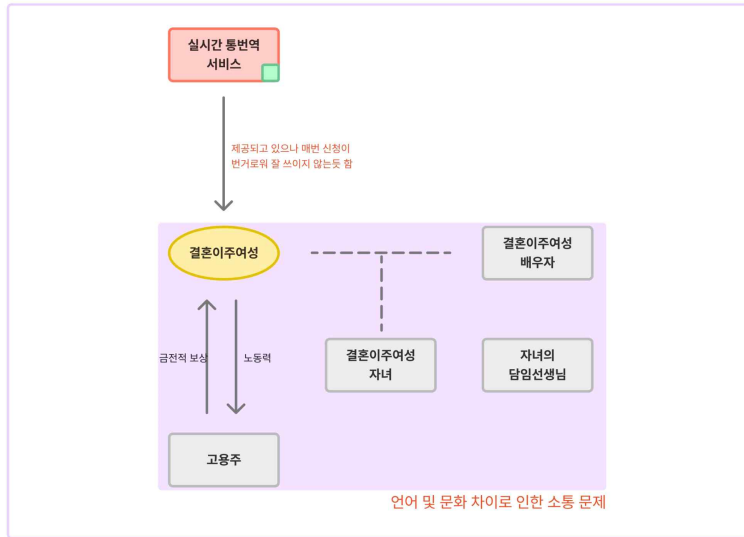 실시간 통번역
서비스
제공되고 있으나 매번 신청이
번거로워 잘 쓰이지 않는듯 함
결혼이주여성
결혼이주여성
배우자
금전적 보상
노동력
결혼이주여성
자녀
자녀의
담임선생님
고용주
언어 및 문화 차이로 인한 소통 문제